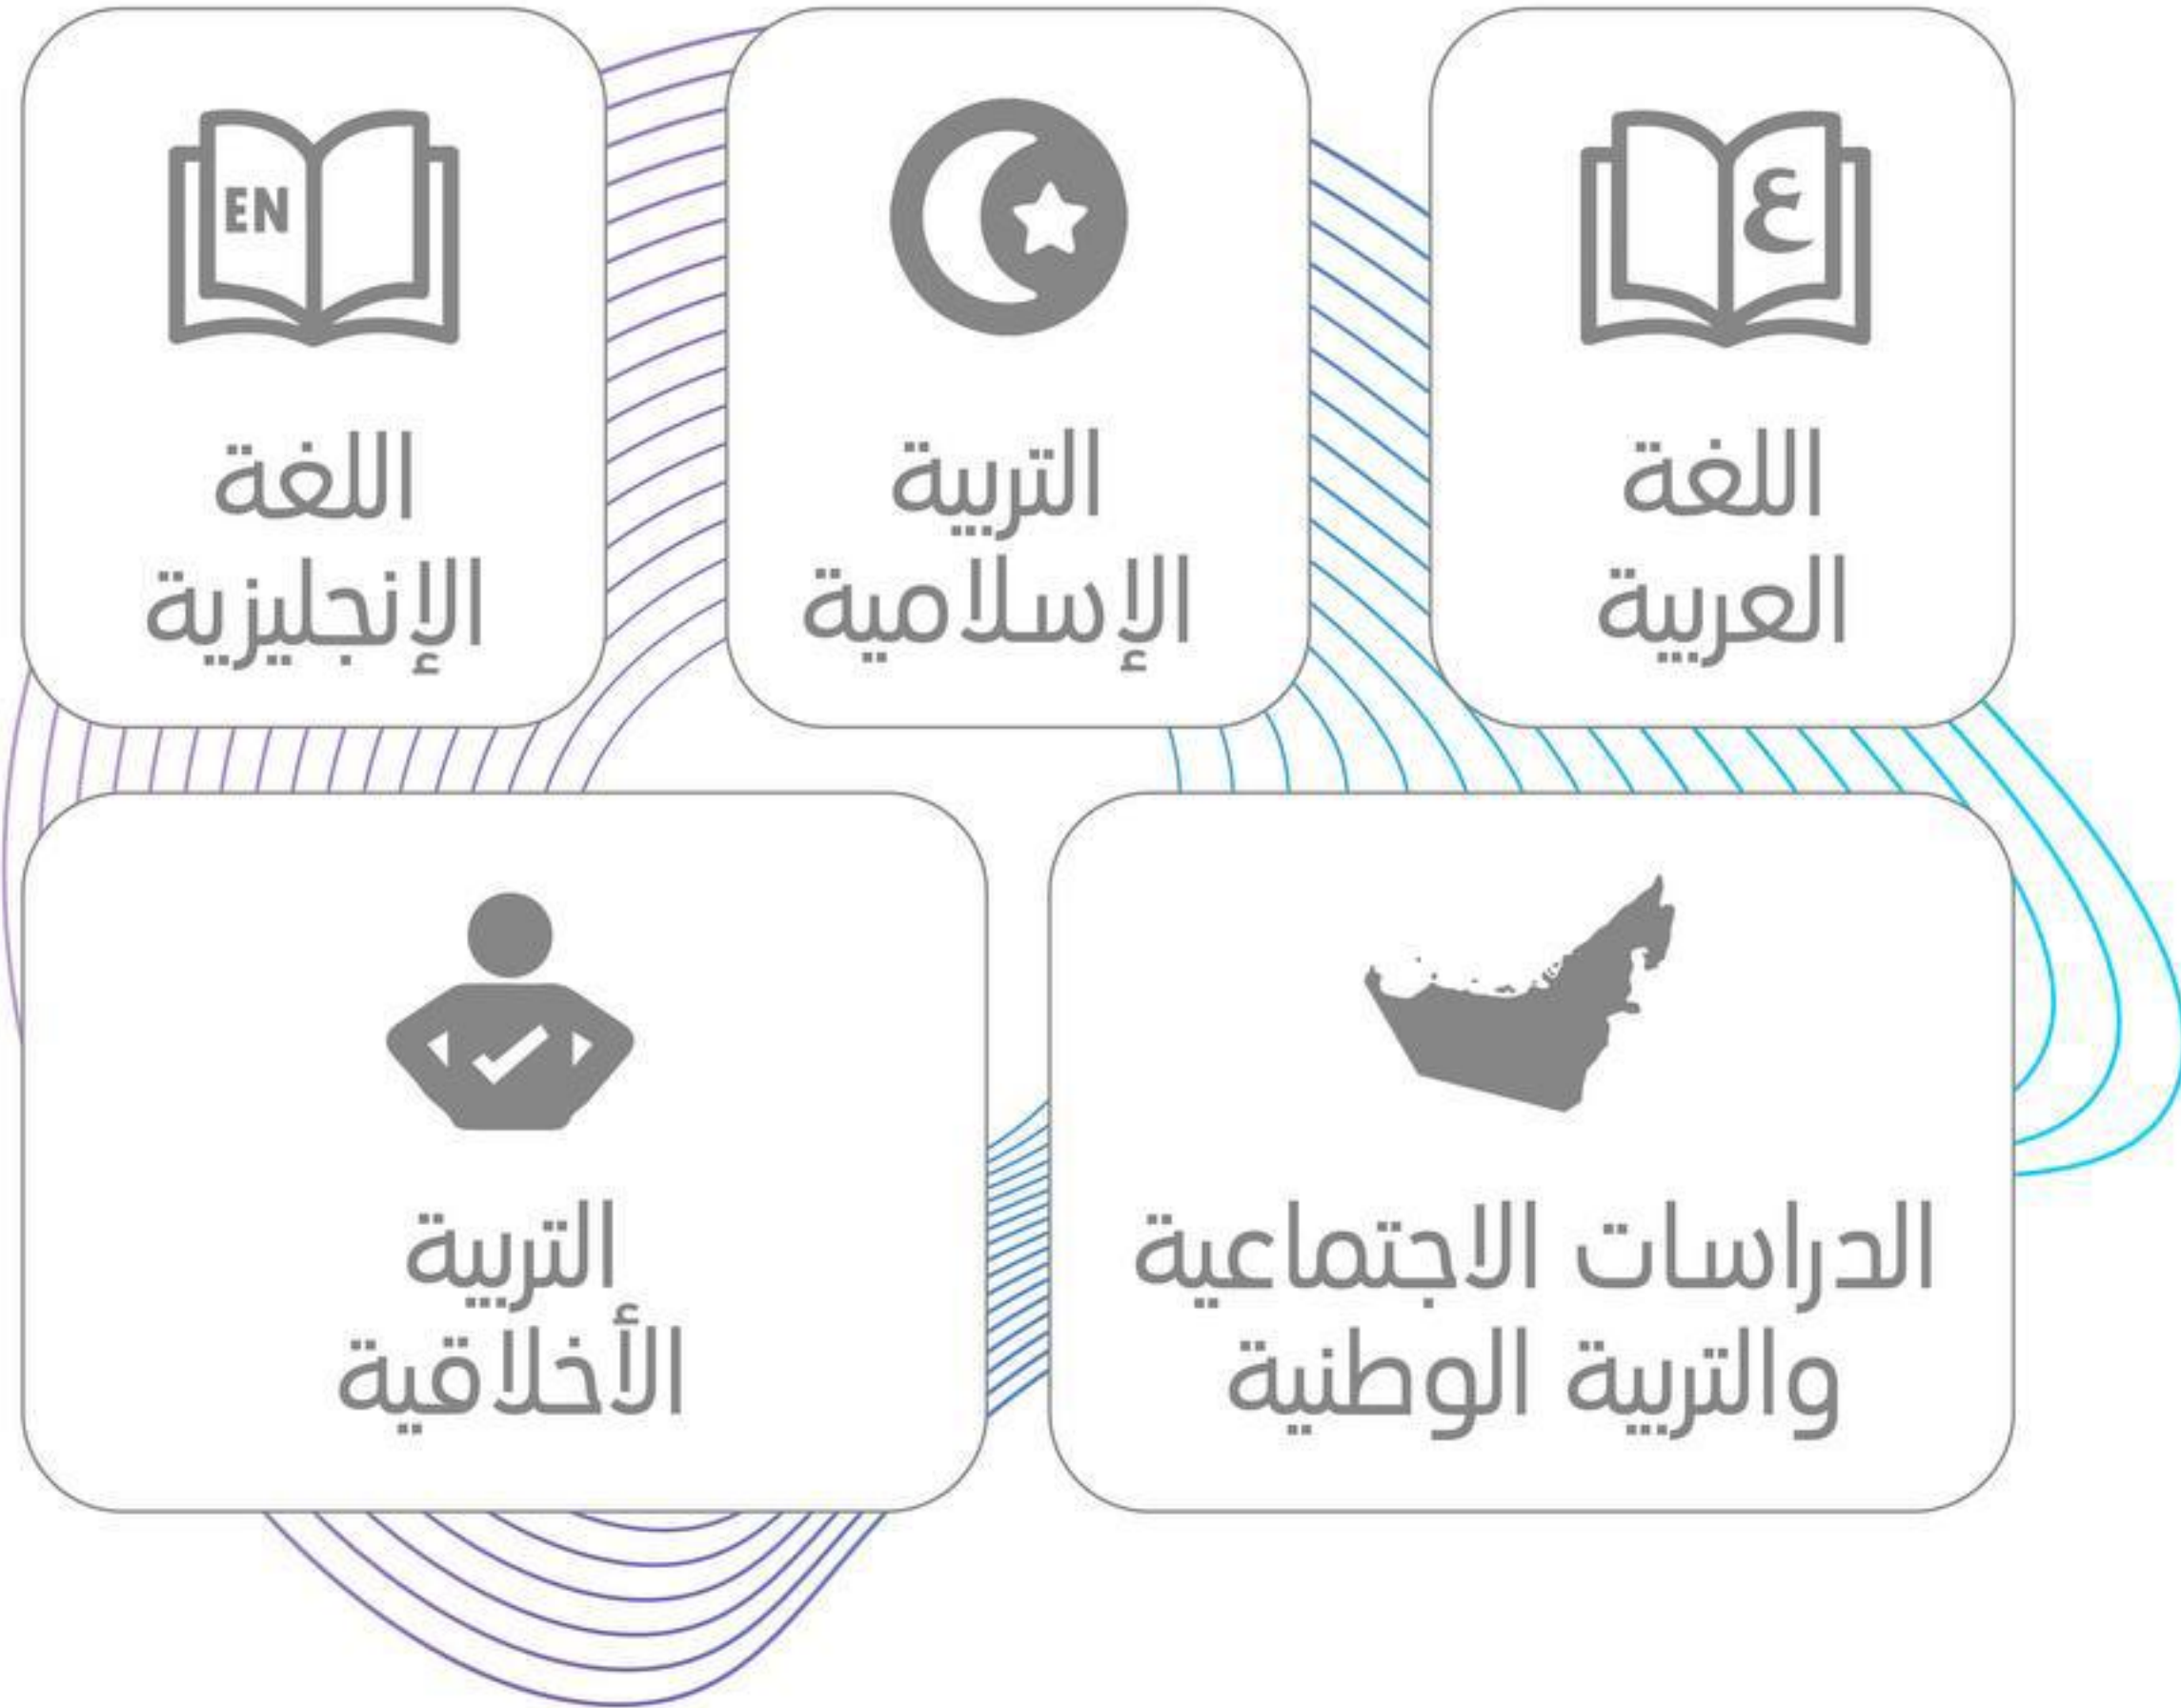 ع
اللغة
العربية
التربية
الإسلامية
EN
اللغة
الإنجليزية
الدراسات الاجتماعية
والتربية الوطنية
التربية
الأخلاقية